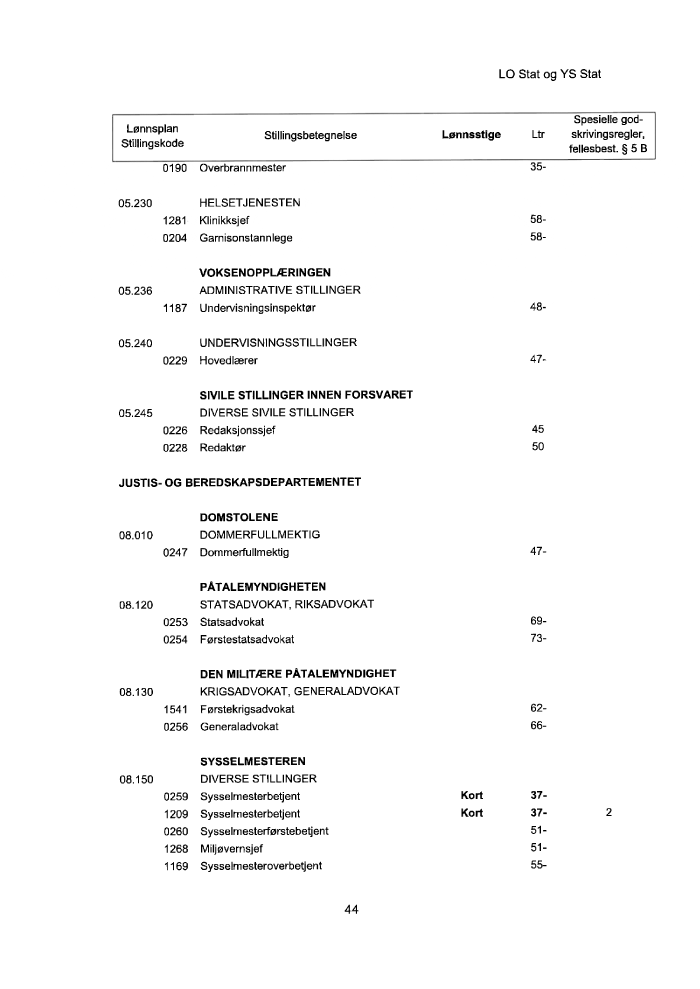 LO Stat og YS Stat
Lønnsplan Stillingskode Stillingsbetegnelse Lønnsstige Ltr Spesielle god-skrivingsregler, fellesbest. § 5 B
0190 Overbrannmester 35-
05.230 HELSETJENESTEN
1281 Klinikksjef 58-
0204 Garnisonstannlege 58-
VOKSENOPPLÆRINGEN
05.236 ADMINISTRATIVE STILLINGER
1187 Undervisningsinspektør 48-
05.240 UNDERVISNINGSSTILLINGER
0229 Hovedlærer 47-
SIVILE STILLINGER INNEN FORSVARET
05.245 DIVERSE SIVILE STILLINGER
0226 Redaksjonssjef 45
0228 Redaktør 50
JUSTIS- OG BEREDSKAPSDEPARTEMENTET
DOMSTOLENE
08.010 DOMMERFULLMEKTIG
0247 Dommerfullmektig 47-
PÅTALEMYNDIGHETEN
08.120 STATSADVOKAT, RIKSADVOKAT
0253 Statsadvokat 69-
0254 Førstestatsadvokat 73-
DEN MILITÆRE PÅTALEMYNDIGHET
08.130 KRIGSADVOKAT, GENERALADVOKAT
1541 Førstekrigsadvokat 62-
0256 Generaladvokat 66-
SYSSELMESTEREN
08.150 DIVERSE STILLINGER
0259 Sysselmesterbetjent Kort 37-
1209 Sysselmesterbetjent Kort 37- 2
0260 Sysselmesterførstebetjent 51-
1268 Miljøvernsjef 51-
1169 Sysselmesteroverbetjent 55-
44